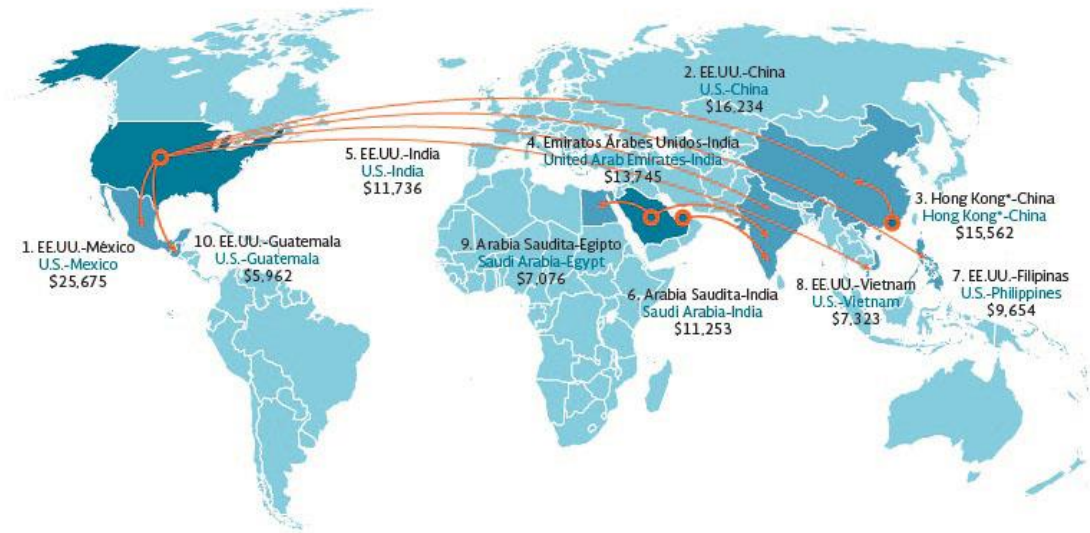 2. EE.UU.-China
U.S.-China
$16,234
4. Emiratos Árabes Unidos-India
United Arab Emirates-India
$13,745
5. EE.UU.-India
U.S.-India
$11,736
3. Hong Kong*-China
Hong Kong*-China
$15,562
1. EE.UU.-México
U.S.-Mexico
$25,675
10. EE.UU.-Guatemala
U.S.-Guatemala
$5,962
9. Arabia Saudita-Egipto
Saudi Arabia-Egypt
$7,076
6. Arabia Saudita-India
Saudi Arabia-India
$11,253
8. EE.UU.-Vietnam
U.S.-Vietnam
$7,323
7. EE.UU.-Filipinas
U.S.-Philippines
$9,654